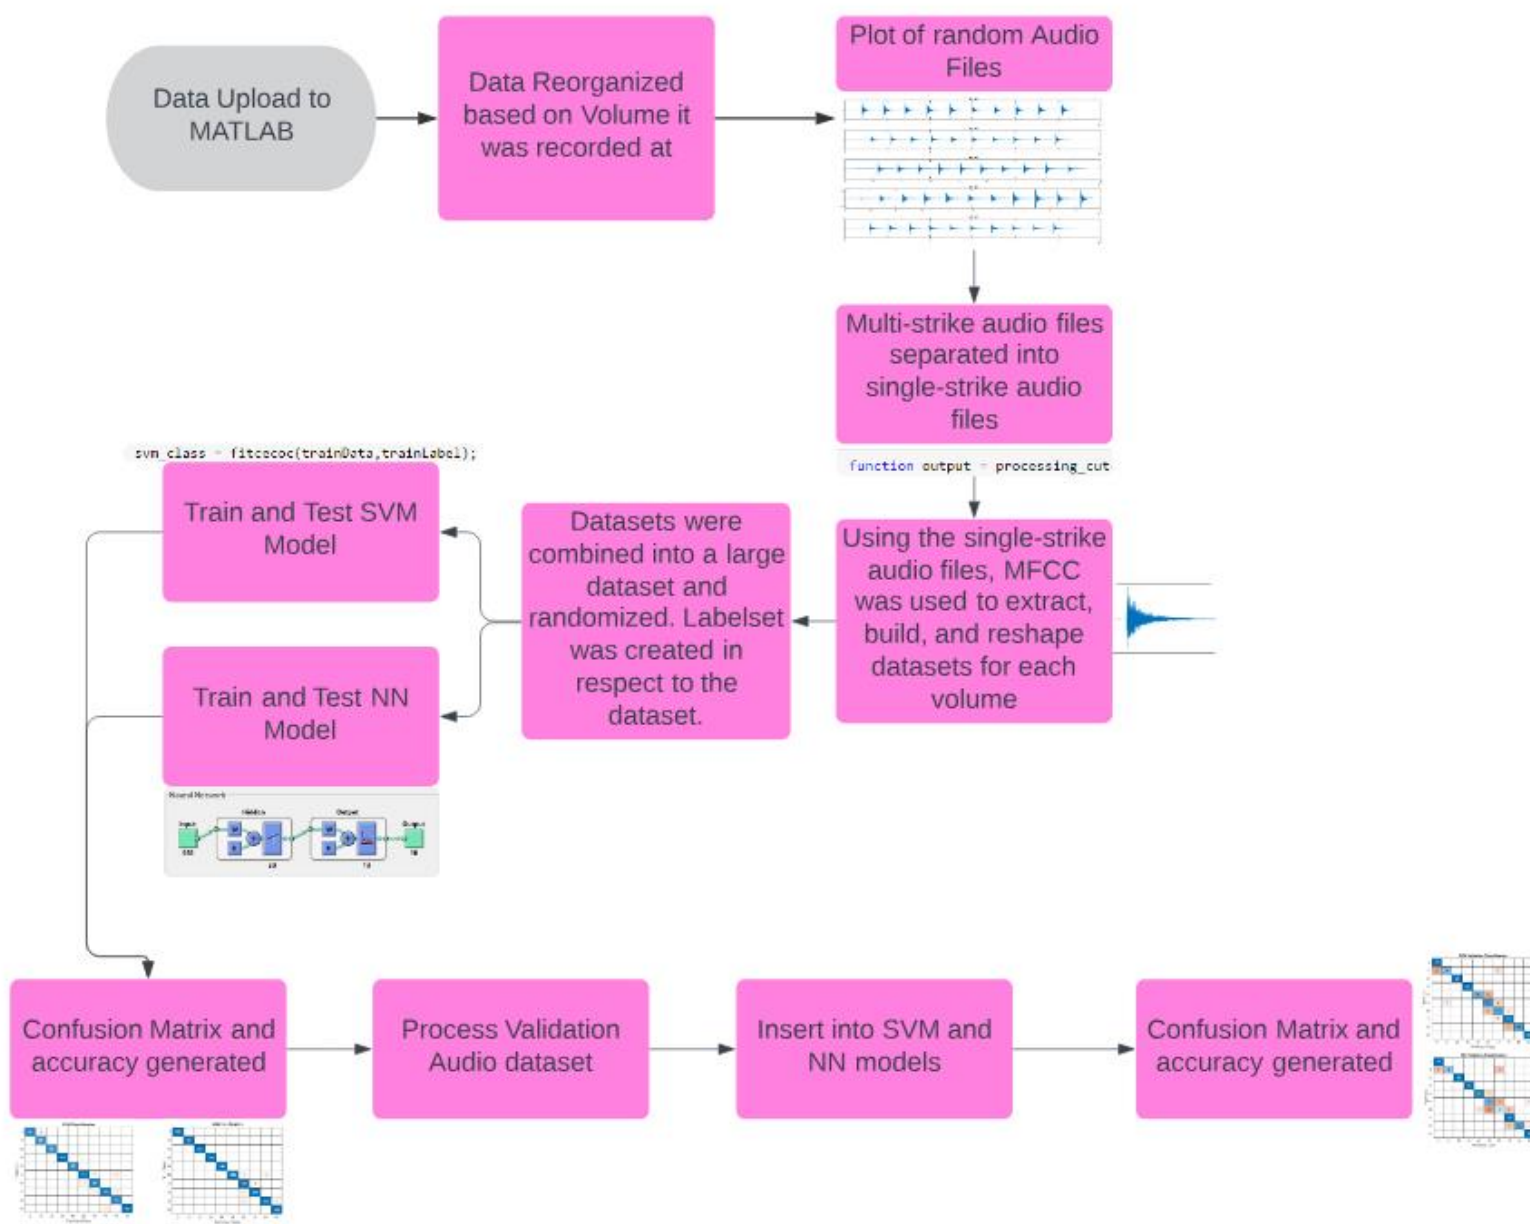 Data Upload to
MATLAB
Data Reorganized
based on Volume it
was recorded at
Plot of random Audio
Files
Multi-strike audio files
separated into
single-strike audio
files
function output = processing_cut
Using the single-strike
audio files, MFCC
was used to extract,
build, and reshape
datasets for each
volume
Datasets were
combined into a large
dataset and
randomized. Labelset
was created in
respect to the
dataset.
svm_class = fitcecoc(trainData,trainLabel);
Train and Test SVM
Model
Train and Test NN
Model
Neural Network
Hidden
Output
Input
Output
Confusion Matrix and
accuracy generated
Process Validation
Audio dataset
Insert into SVM and
NN models
Confusion Matrix and
accuracy generated